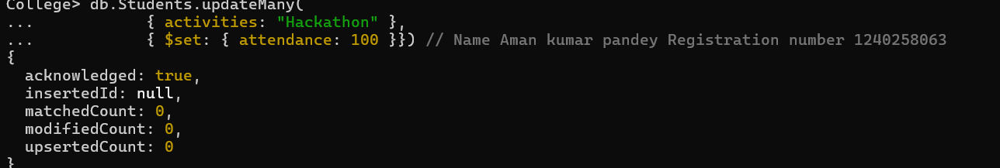 College> db.Students.updateMany(
...             { activities: "Hackathon" },
...             { $set: { attendance: 100 }}) // Name Aman kumar pandey Registration number 1240258063
{
  acknowledged: true,
  insertedId: null,
  matchedCount: 0,
  modifiedCount: 0,
  upsertedCount: 0
}